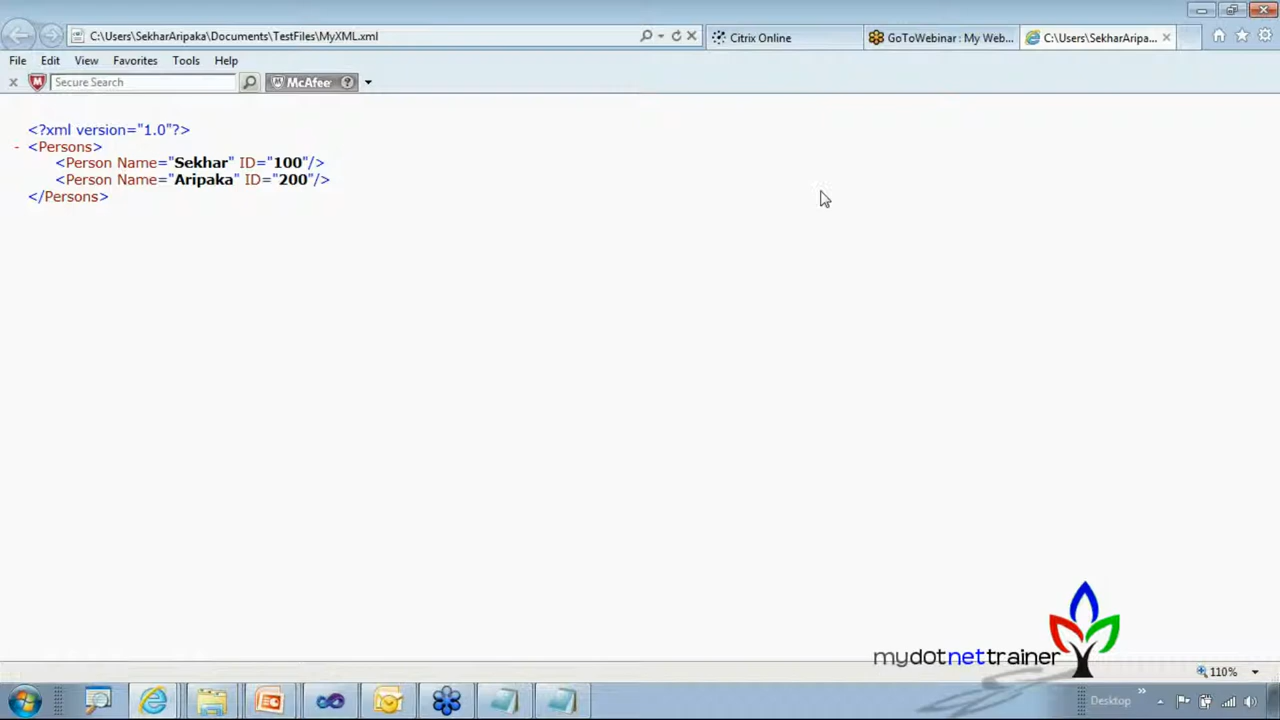 C:\Users\SekharAripaka\Documents\TestFiles\MyXML.xml
Citrix Online
GoToWebinar : My Web...
C:\Users\SekharAripa...
File Edit View Favorites Tools Help
Secure Search
McAfee
<?xml version="1.0"?>
- <Persons>
<Person Name="Sekhar" ID="100"/>
<Person Name="Aripaka" ID="200"/>
</Persons>
mydotnettrainer
110%
Desktop